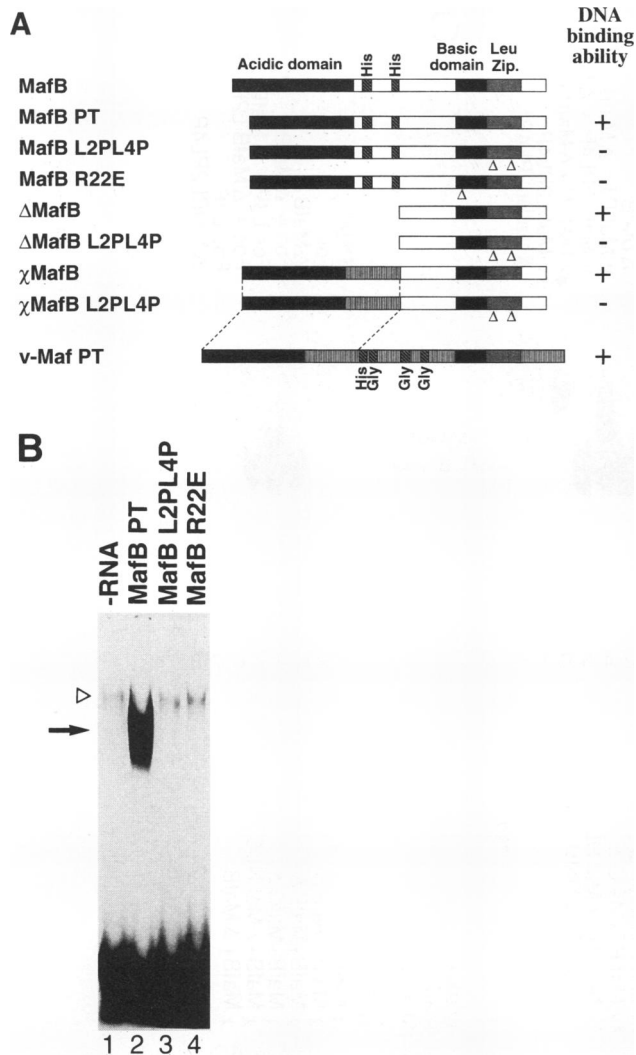 A
DNA
binding
ability
Acidic domain
His
His
Basic
domain
Leu
Zip.
MafB
MafB PT
+
MafB L2PL4P
-
Δ Δ
MafB R22E
-
Δ
ΔMafB
+
ΔMafB L2PL4P
-
Δ Δ
χMafB
+
χMafB L2PL4P
-
Δ Δ
v-Maf PT
+
His
Gly
Gly
Gly
B
-RNA
MafB PT
MafB L2PL4P
MafB R22E
1 2 3 4